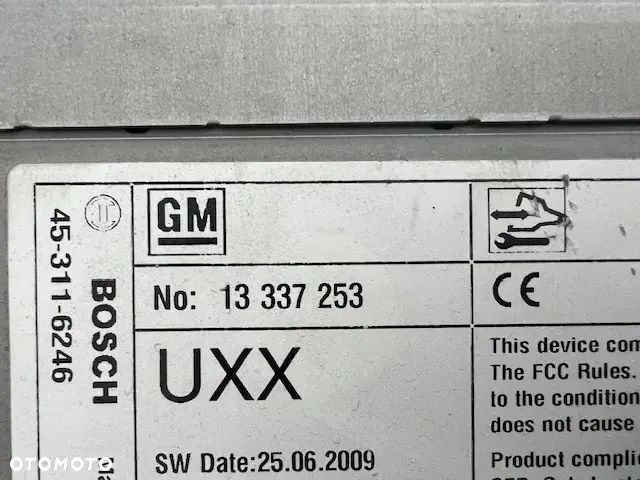 GM
No: 13 337 253
UXX
SW Date:25.06.2009
BOSCH
45-311-6246
CE
This device com
The FCC Rules.
to the condition
does not cause
Product complie
OTOMOTO